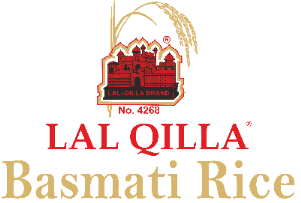 ®
LAL-QILLA BRAND
No. 4268
LAL QILLA®
Basmati Rice